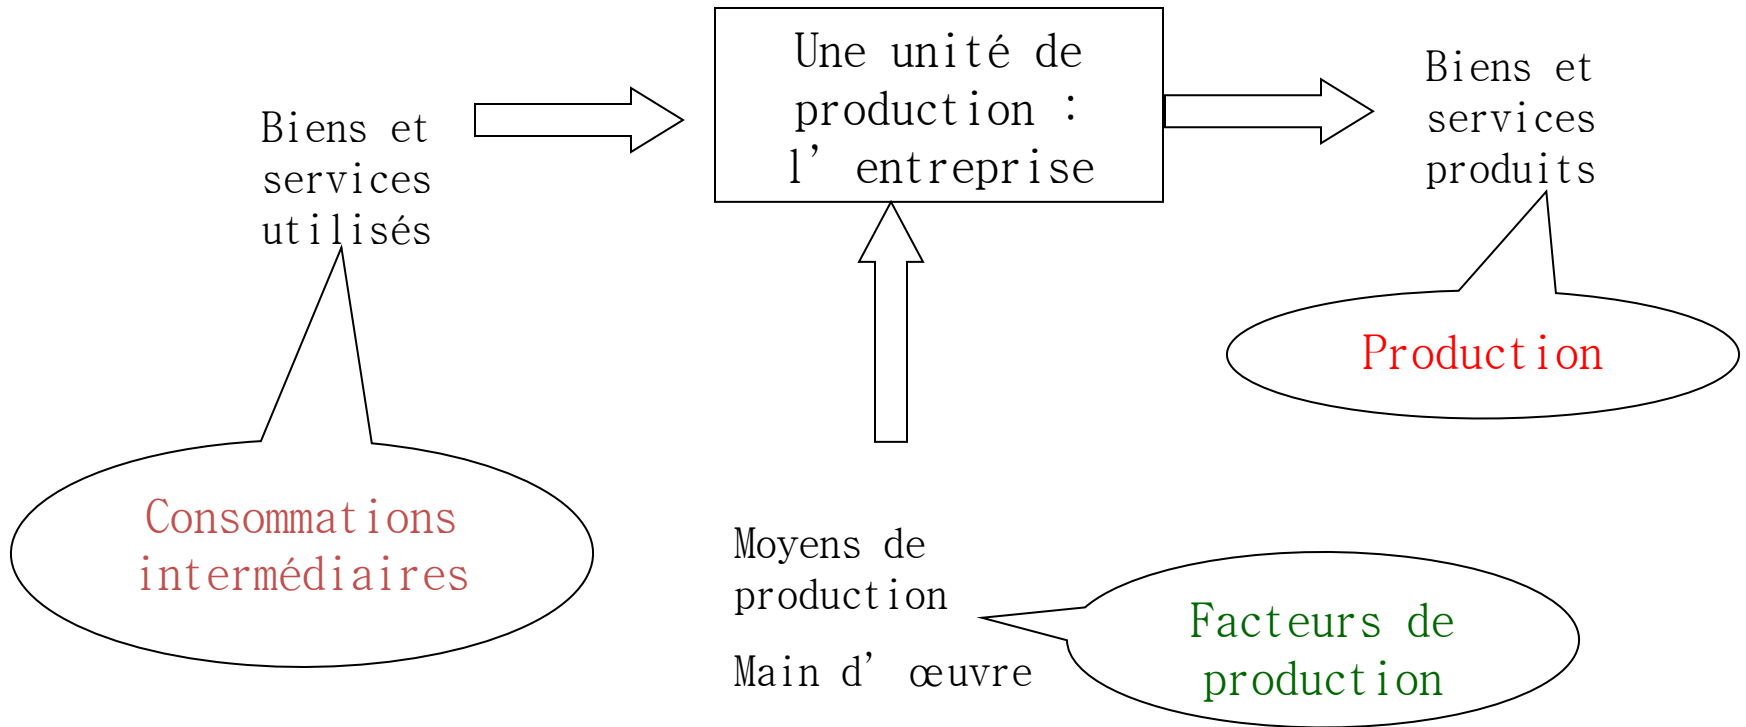 Biens et
services
utilisés
Une unité de
production :
l’entreprise
Biens et
services
produits
Production
Consommations
intermédiaires
Moyens de
production
Main d’œuvre
Facteurs de
production